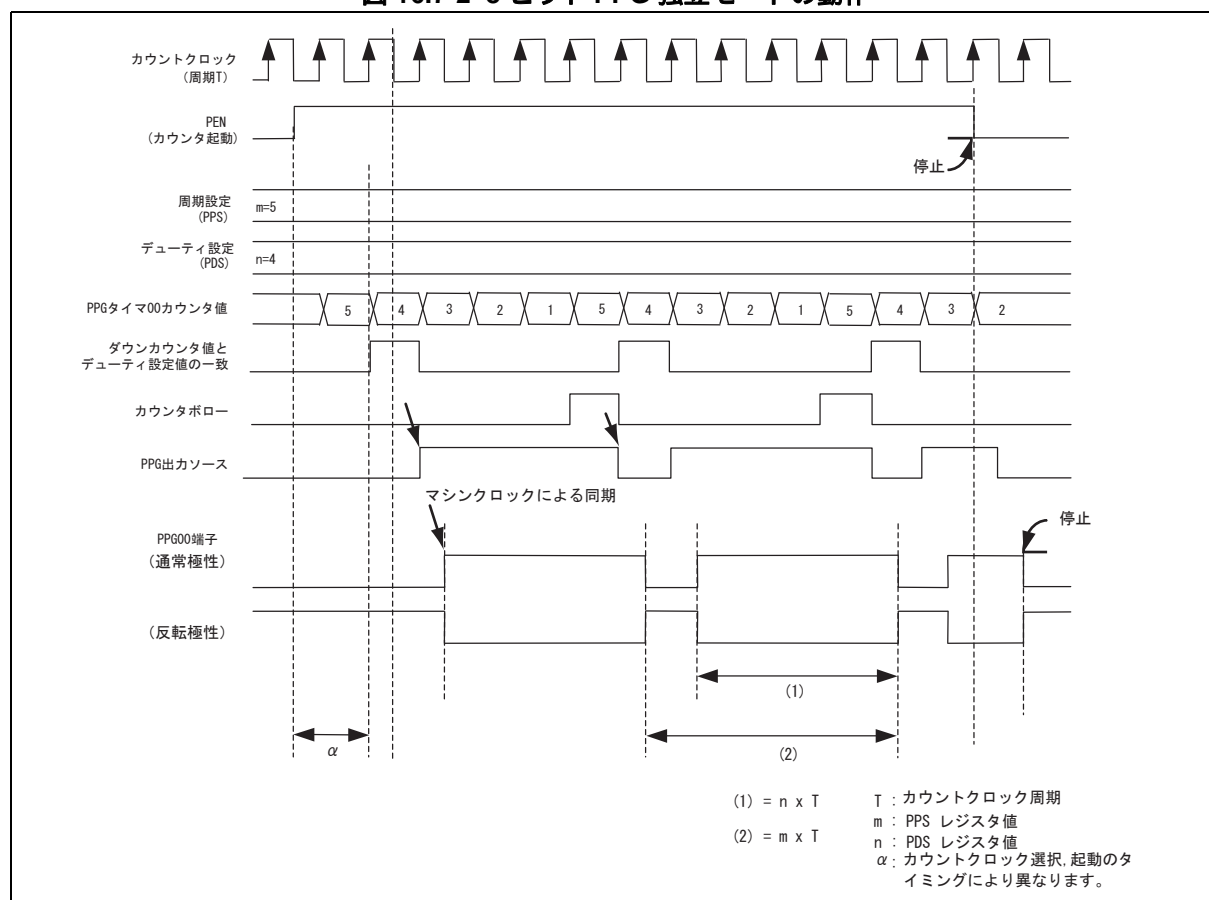 カウントクロック
(周期T)
PEN
(カウンタ起動)
停止
周期設定
(PPS)
m=5
デューティ設定
(PDS)
n=4
PPGタイマ00カウンタ値
5 4 3 2 1 5 4 3 2 1 5 4 3 2
ダウンカウンタ値と
デューティ設定値の一致
カウンタボロー
PPG出力ソース
マシンクロックによる同期
停止
PPG00端子
(通常極性)
(反転極性)
(1)
α
(2)
(1) = n x T
(2) = m x T
T : カウントクロック周期
m : PPS レジスタ値
n : PDS レジスタ値
α : カウントクロック選択,起動のタ
イミングにより異なります。